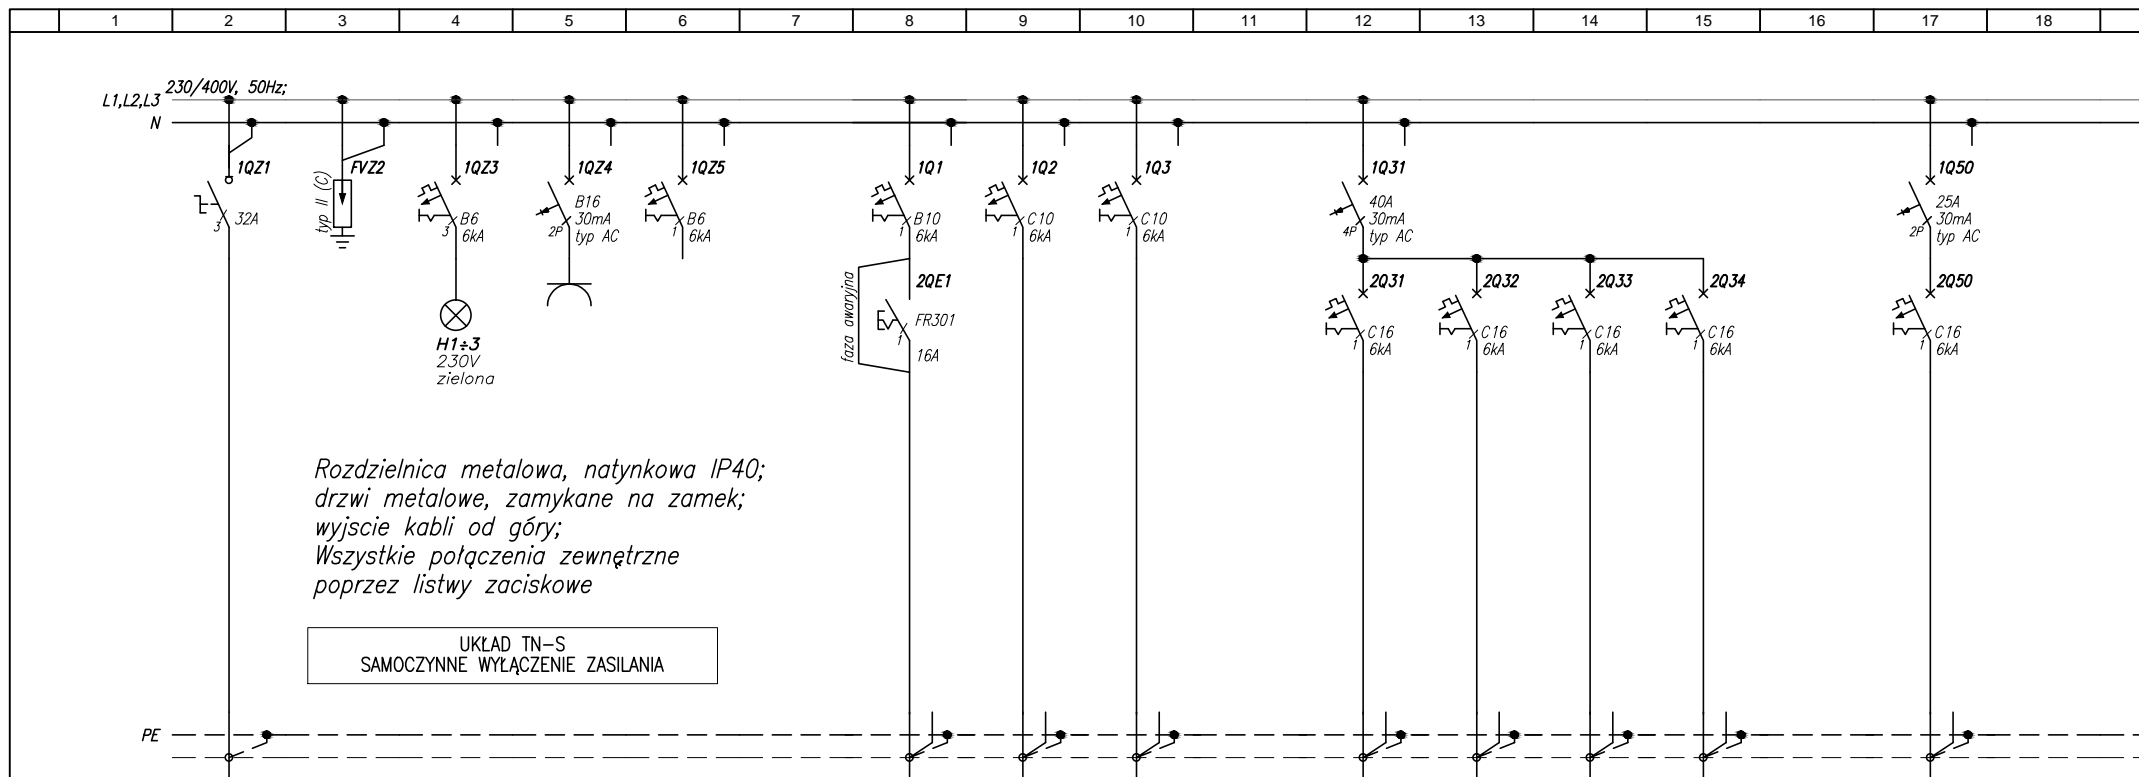 1 2 3 4 5 6 7 8 9 10 11 12 13 14 15 16 17 18
230/400V, 50Hz;
L1,L2,L3
N
1QZ1 FVZ2 1QZ3 1QZ4 1QZ5 1Q1 1Q2 1Q3 1Q31 1Q50
3 32A
typ II (C)
3 B6
6kA
B16
30mA
2P typ AC
1 B6
6kA
1 B10
6kA
1 C10
6kA
1 C10
6kA
40A
30mA
4P typ AC
25A
30mA
2P typ AC
H1÷3
230V
zielona
faza awaryjna
2QE1
FR301
1
16A
2Q31 2Q32 2Q33 2Q34 2Q50
1 C16
6kA
1 C16
6kA
1 C16
6kA
1 C16
6kA
1 C16
6kA
Rozdzielnica metalowa, natynkowa IP40;
drzwi metalowe, zamykane na zamek;
wyjscie kabli od góry;
Wszystkie połączenia zewnętrzne
poprzez listwy zaciskowe
UKŁAD TN-S
SAMOCZYNNE WYŁĄCZENIE ZASILANIA
PE